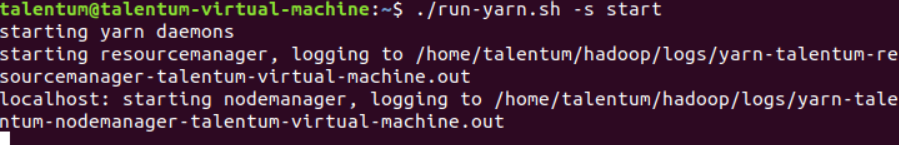 talentum@talentum-virtual-machine:~$ ./run-yarn.sh -s start
starting yarn daemons
starting resourcemanager, logging to /home/talentum/hadoop/logs/yarn-talentum-re
sourcemanager-talentum-virtual-machine.out
localhost: starting nodemanager, logging to /home/talentum/hadoop/logs/yarn-tale
ntum-nodemanager-talentum-virtual-machine.out